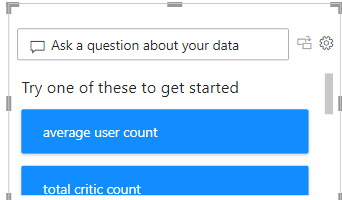 Ask a question about your data
Try one of these to get started
average user count
total critic count